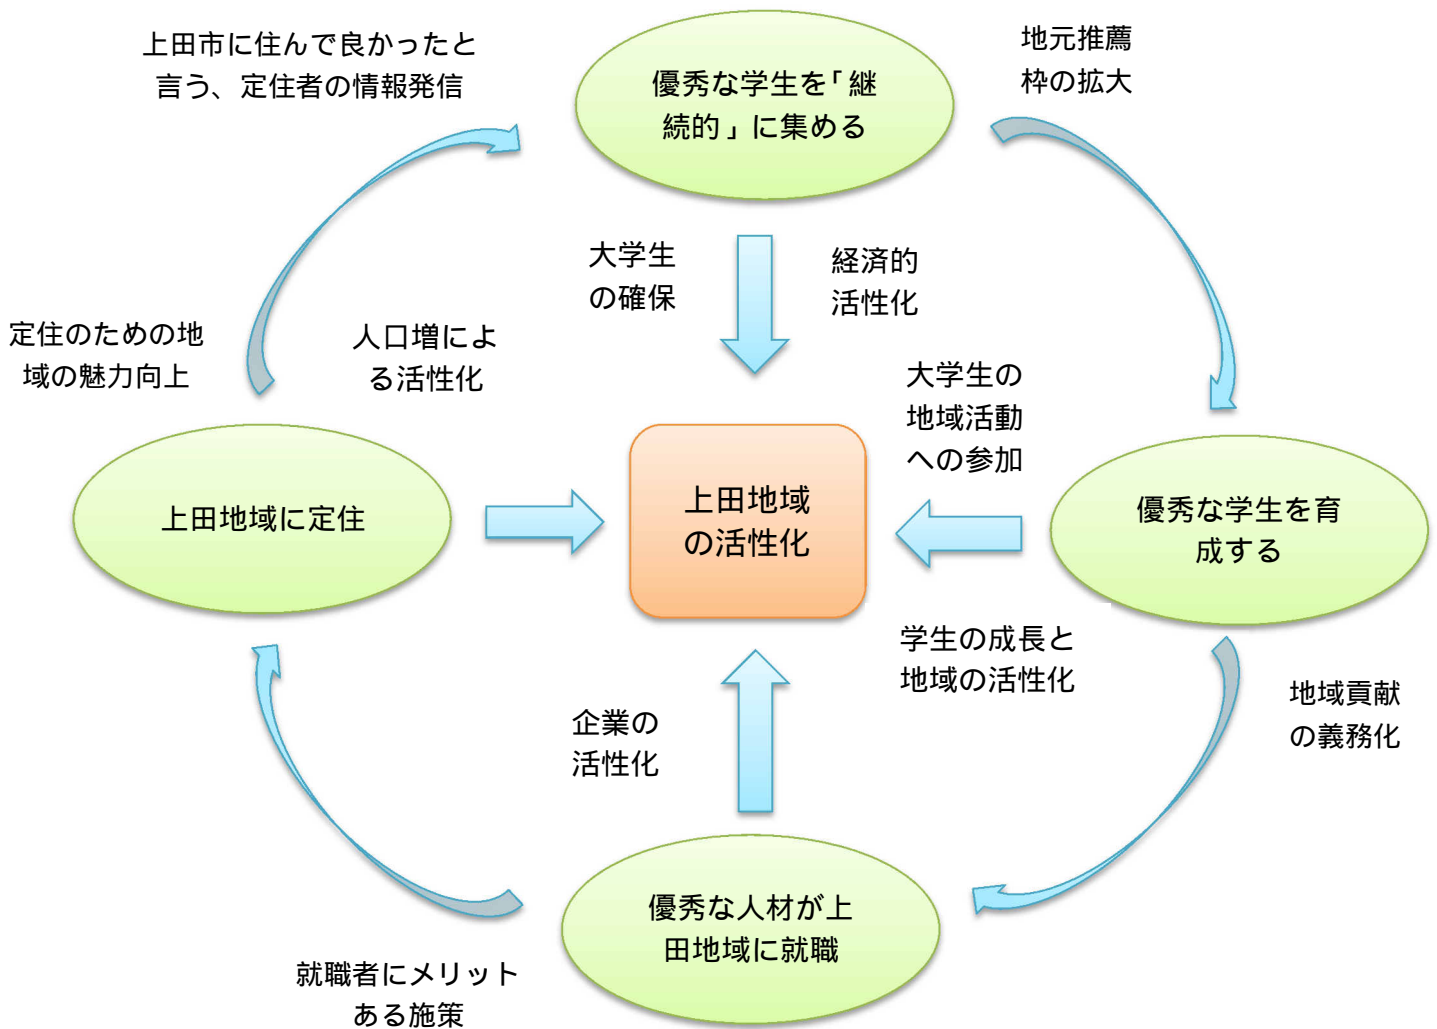 上田市に住んで良かったと
言う、定住者の情報発信
優秀な学生を「継
続的」に集める
地元推薦
枠の拡大
大学生
の確保
経済的
活性化
定住のための地
域の魅力向上
人口増によ
る活性化
大学生の
地域活動
への参加
上田地域に定住
上田地域
の活性化
優秀な学生を育
成する
学生の成長と
地域の活性化
地域貢献
の義務化
企業の
活性化
優秀な人材が上
田地域に就職
就職者にメリット
ある施策